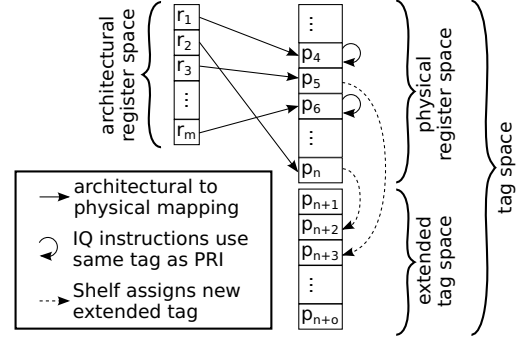 architectural
register space
r1
r2
r3
⋮
rm
⋮
p4
p5
p6
⋮
pn
pn+1
pn+2
pn+3
⋮
pn+o
physical
register space
extended
tag space
tag space
architectural to
physical mapping
IQ instructions use
same tag as PRI
Shelf assigns new
extended tag